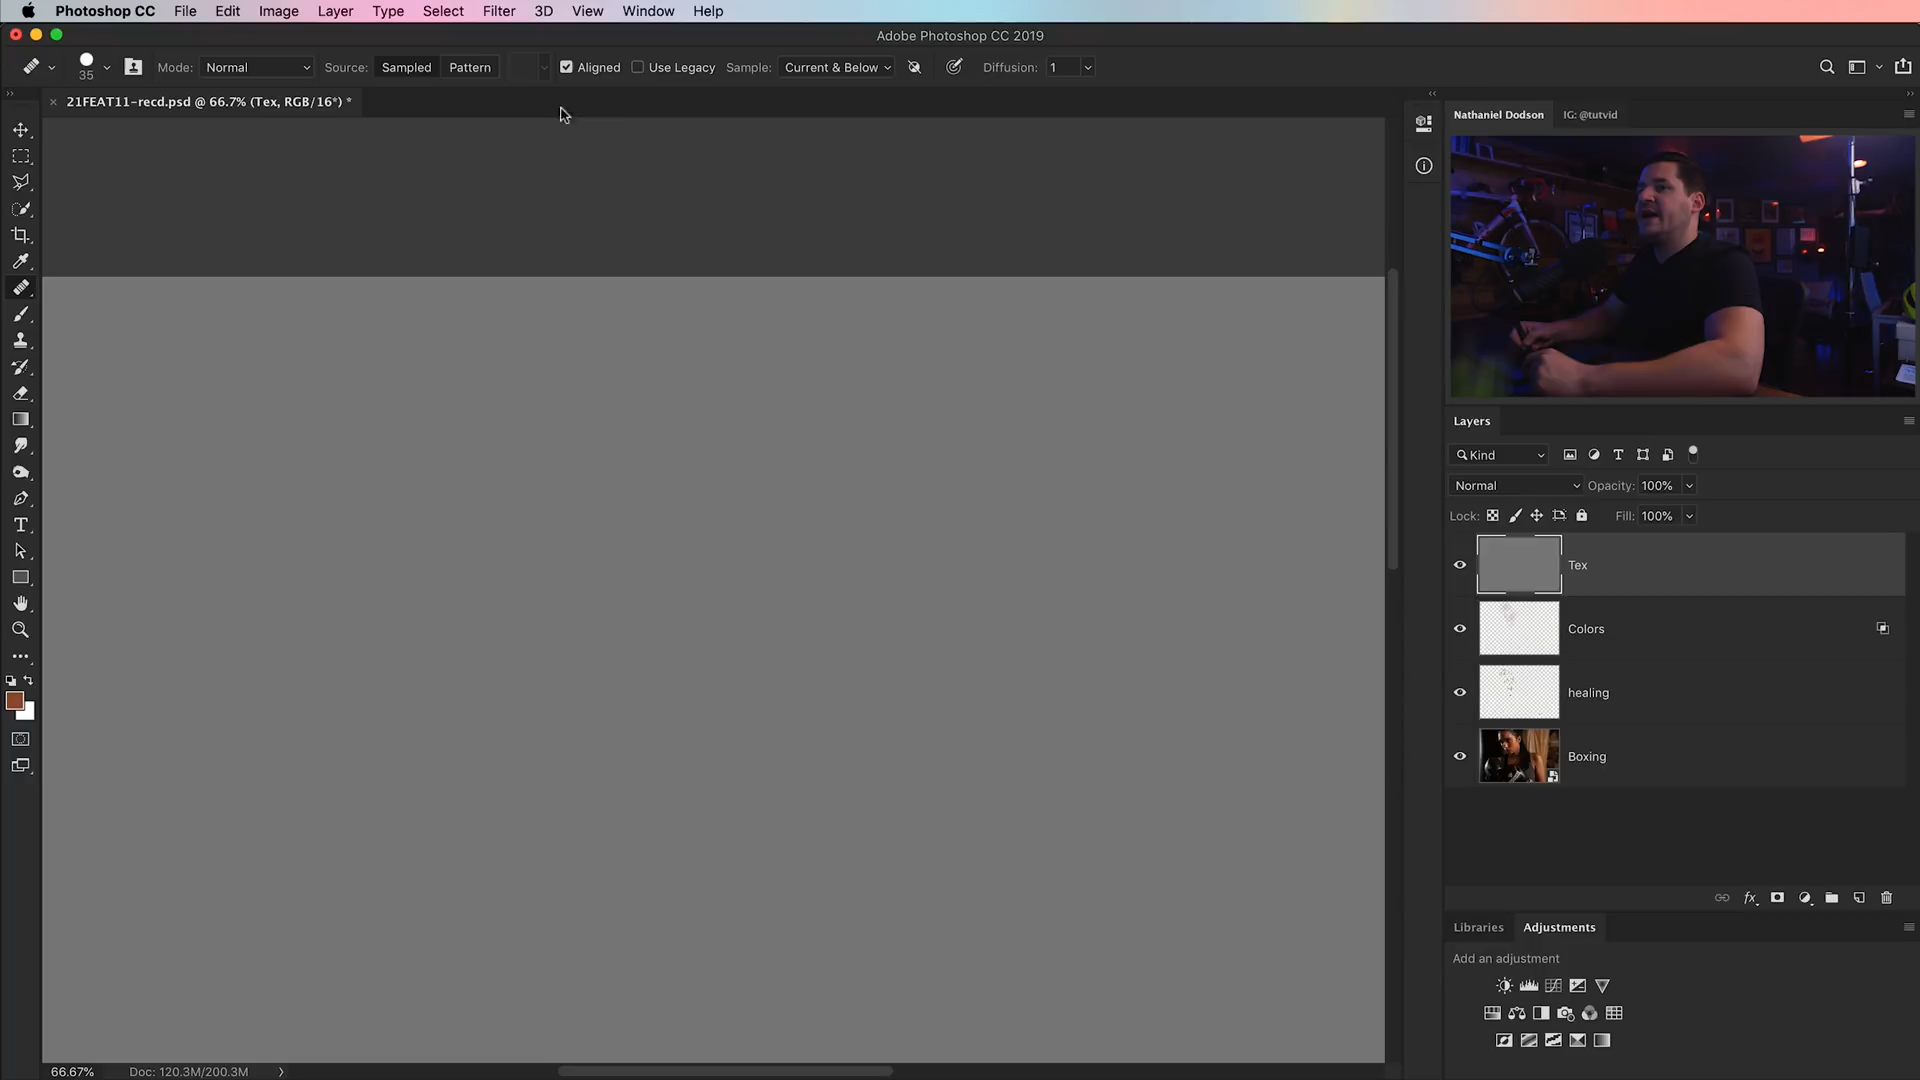 Photoshop CC File Edit Image Layer Type Select Filter 3D View Window Help
Adobe Photoshop CC 2019
35 Mode: Normal Source: Sampled Pattern Aligned Use Legacy Sample: Current & Below Diffusion: 1
21FEAT11-recd.psd @ 66.7% (Tex, RGB/16*) *
Nathaniel Dodson IG: @tutvid
Layers
Kind
Normal Opacity: 100%
Lock: Fill: 100%
Tex
Colors
healing
Boxing
fx
Libraries Adjustments
Add an adjustment
66.67% Doc: 120.3M/200.3M